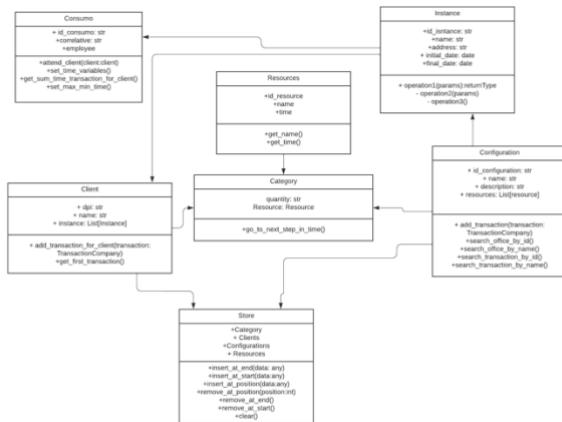 Consumo
+ id_consumo: str
+ correlative: str
+ employee
+attend_client(client:client)
+set_time_variables()
+get_sum_time_transaction_for_client()
+set_max_min_time()
Instance
+ id_isntance: str
+ name: str
+ address: str
+ initial_date: date
+ final_date: date
+ operation1(params):returnType
- operation2(params)
- operation3()
Resources
+id_resource
+name
+time
+get_name()
+get_time()
Configuration
+ id_configuration: str
+ name: str
+ description: str
+ resources: List[resource]
+ add_transaction(transaction:
TransactionCompany)
+search_office_by_id()
+search_office_by_name()
+search_transaction_by_id()
+search_transaction_by_name()
Category
quantity: str
Resource: Resource
+go_to_next_step_in_time()
Client
+ dpi: str
+ name: str
+ instance: List[Instance]
+ add_transaction_for_client(transaction:
TransactionCompany)
+ get_first_transaction()
Store
+Category
+ Clients
+Configurations
+ Resources
+insert_at_end(data: any)
+insert_at_start(data:any)
+insert_at_position(data:any)
+remove_at_position(position:int)
+remove_at_end()
+remove_at_start()
+clear()